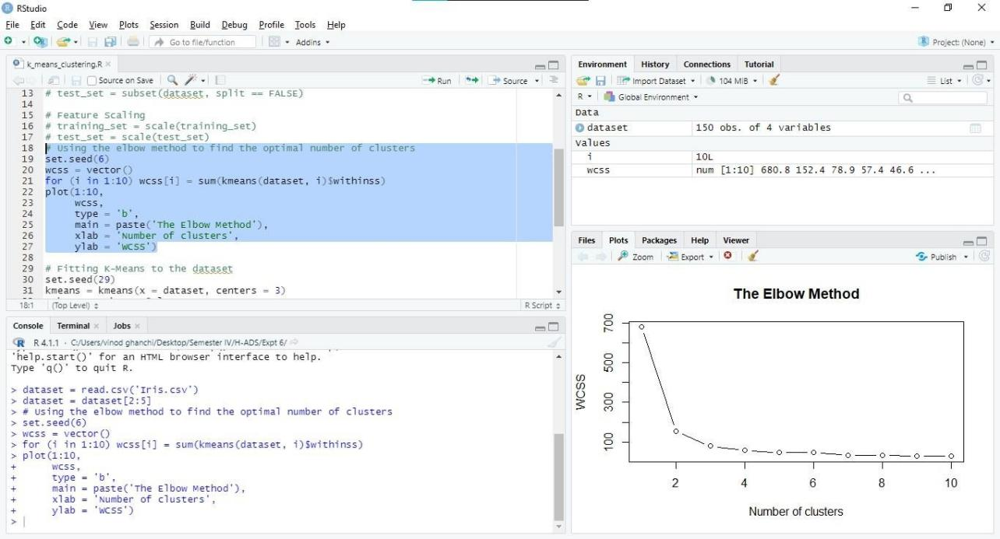 RStudio
File Edit Code View Plots Session Build Debug Profile Tools Help
Go to file/function Addins Project: (None)
k_means_clustering.R
Source on Save Run Source
13 # test_set = subset(dataset, split == FALSE)
14
15 # Feature Scaling
16 # training_set = scale(training_set)
17 # test_set = scale(test_set)
18 # Using the elbow method to find the optimal number of clusters
19 set.seed(6)
20 wcss = vector()
21 for (i in 1:10) wcss[i] = sum(kmeans(dataset, i)$withinss)
22 plot(1:10,
23 wcss,
24 type = 'b',
25 main = paste('The Elbow Method'),
26 xlab = 'Number of clusters',
27 ylab = 'WCSS')
28
29 # Fitting K-Means to the dataset
30 set.seed(29)
31 kmeans = kmeans(x = dataset, centers = 3)
18:1 (Top Level) R Script
Console Terminal Jobs
R 4.1.1 · C:/Users/vinod ghanchi/Desktop/Semester IV/H-ADS/Expt 6/
'help.start()' for an HTML browser interface to help.
Type 'q()' to quit R.
> dataset = read.csv('Iris.csv')
> dataset = dataset[2:5]
> # Using the elbow method to find the optimal number of clusters
> set.seed(6)
> wcss = vector()
> for (i in 1:10) wcss[i] = sum(kmeans(dataset, i)$withinss)
> plot(1:10,
+ wcss,
+ type = 'b',
+ main = paste('The Elbow Method'),
+ xlab = 'Number of clusters',
+ ylab = 'WCSS')
>
Environment History Connections Tutorial
Import Dataset 104 MiB List
R Global Environment
Data
dataset 150 obs. of 4 variables
Values
i 10L
wcss num [1:10] 680.8 152.4 78.9 57.4 46.6 ...
Files Plots Packages Help Viewer
Zoom Export Publish
The Elbow Method
WCSS
700
500
300
100
2 4 6 8 10
Number of clusters